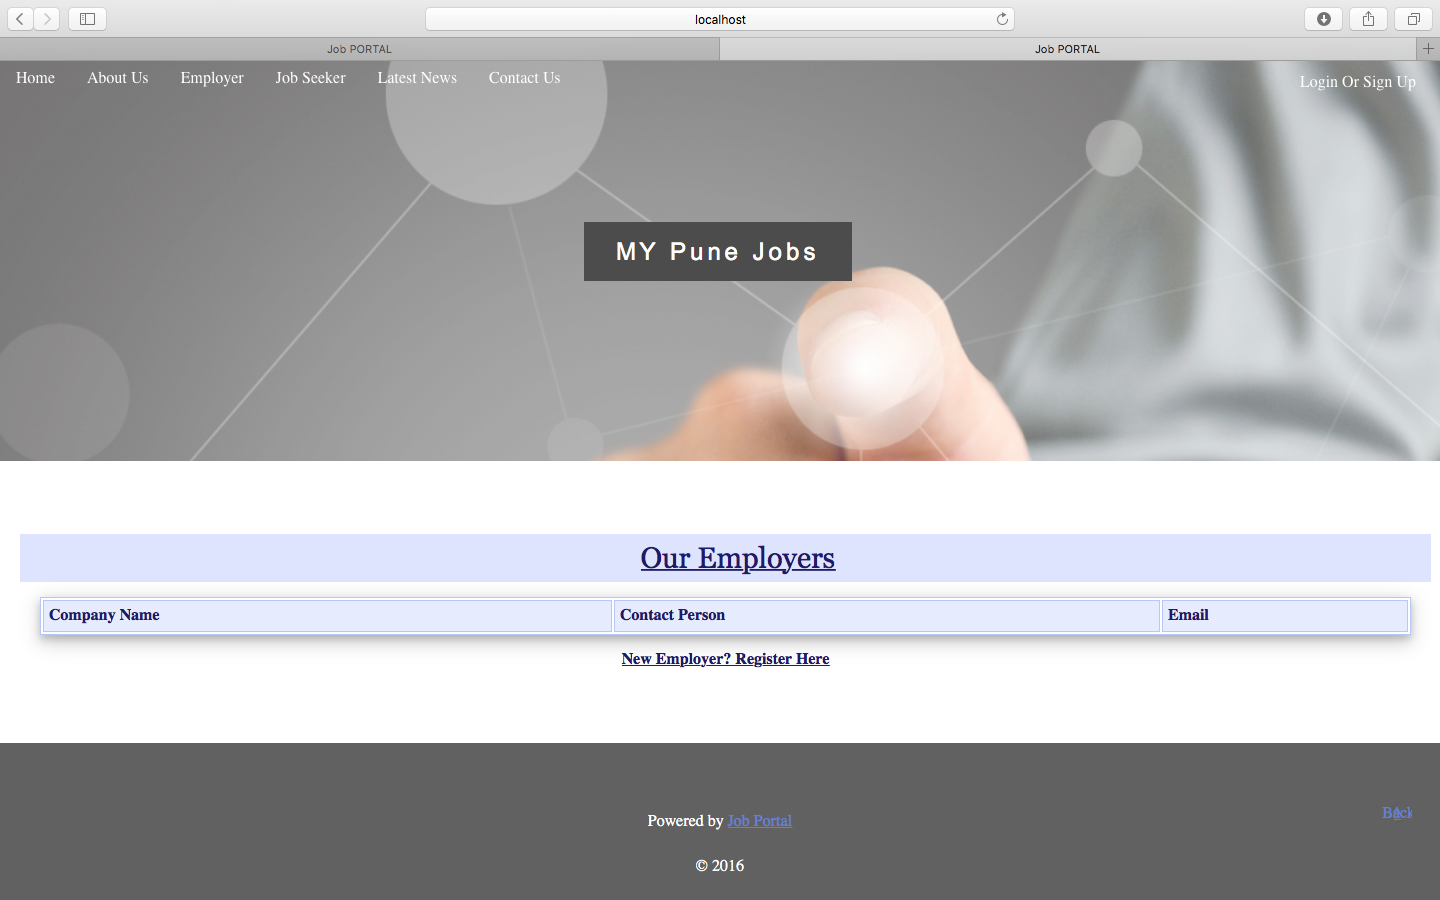 localhost
Job PORTAL
Job PORTAL
Home About Us Employer Job Seeker Latest News Contact Us
Login Or Sign Up
MY Pune Jobs
Our Employers
Company Name Contact Person Email
New Employer? Register Here
Powered by Job Portal
Back
© 2016